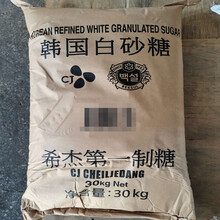 KOREAN REFINED WHITE GRANULATED SUGAR
韩国白砂糖
CJ
백설
希杰第一制糖
CJ CHEILJEDANG
30kg Net
净含量:30kg